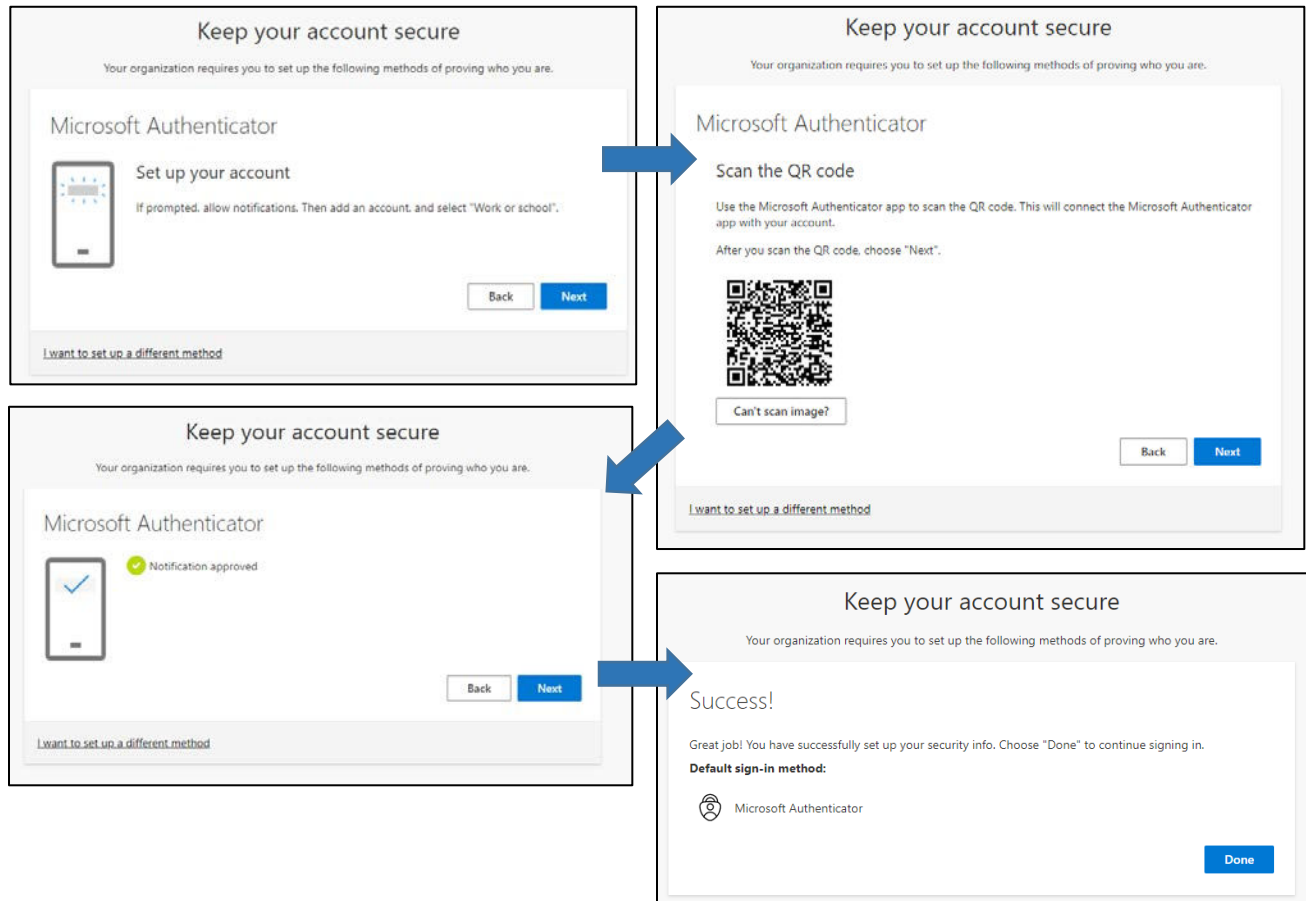 Keep your account secure
Your organization requires you to set up the following methods of proving who you are.
Microsoft Authenticator
Set up your account
If prompted, allow notifications. Then add an account, and select "Work or school".
Back
Next
I want to set up a different method
Keep your account secure
Your organization requires you to set up the following methods of proving who you are.
Microsoft Authenticator
Scan the QR code
Use the Microsoft Authenticator app to scan the QR code. This will connect the Microsoft Authenticator
app with your account.
After you scan the QR code, choose "Next".
Can't scan image?
Back
Next
I want to set up a different method
Keep your account secure
Your organization requires you to set up the following methods of proving who you are.
Microsoft Authenticator
Notification approved
Back
Next
I want to set up a different method
Keep your account secure
Your organization requires you to set up the following methods of proving who you are.
Success!
Great job! You have successfully set up your security info. Choose "Done" to continue signing in.
Default sign-in method:
Microsoft Authenticator
Done